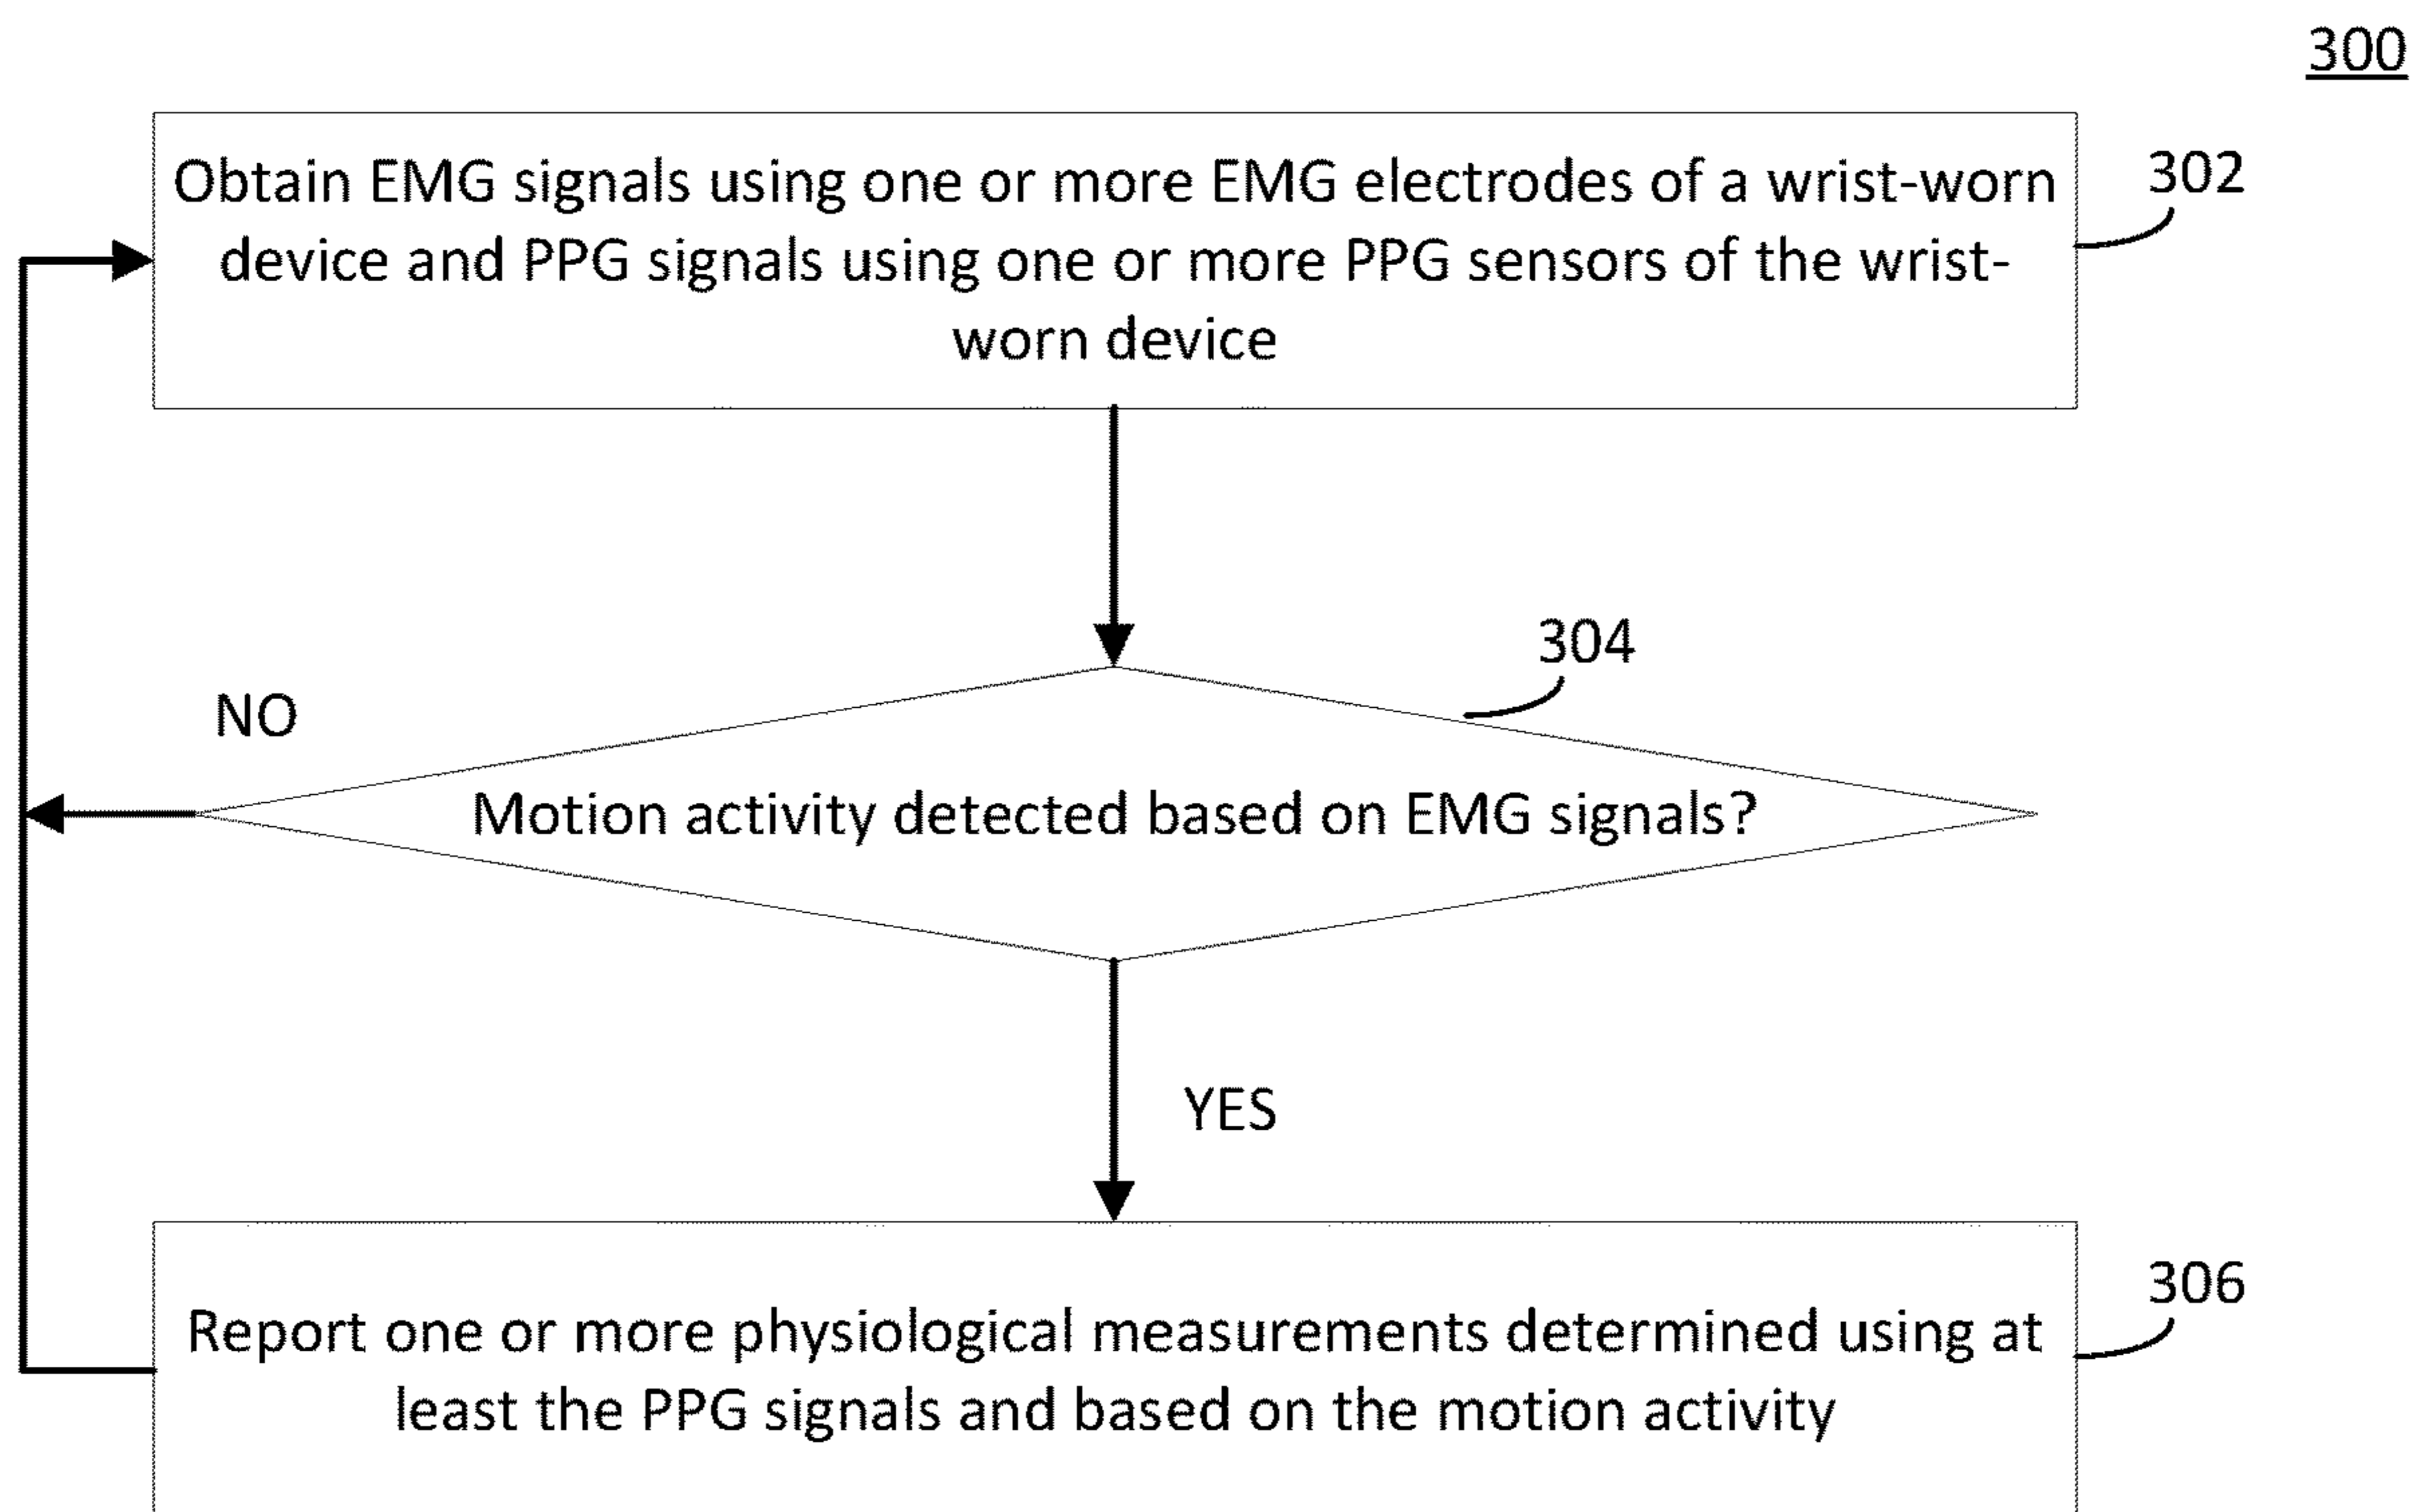 300
Obtain EMG signals using one or more EMG electrodes of a wrist-worn
device and PPG signals using one or more PPG sensors of the wrist-
worn device
302
304
NO
Motion activity detected based on EMG signals?
YES
306
Report one or more physiological measurements determined using at
least the PPG signals and based on the motion activity